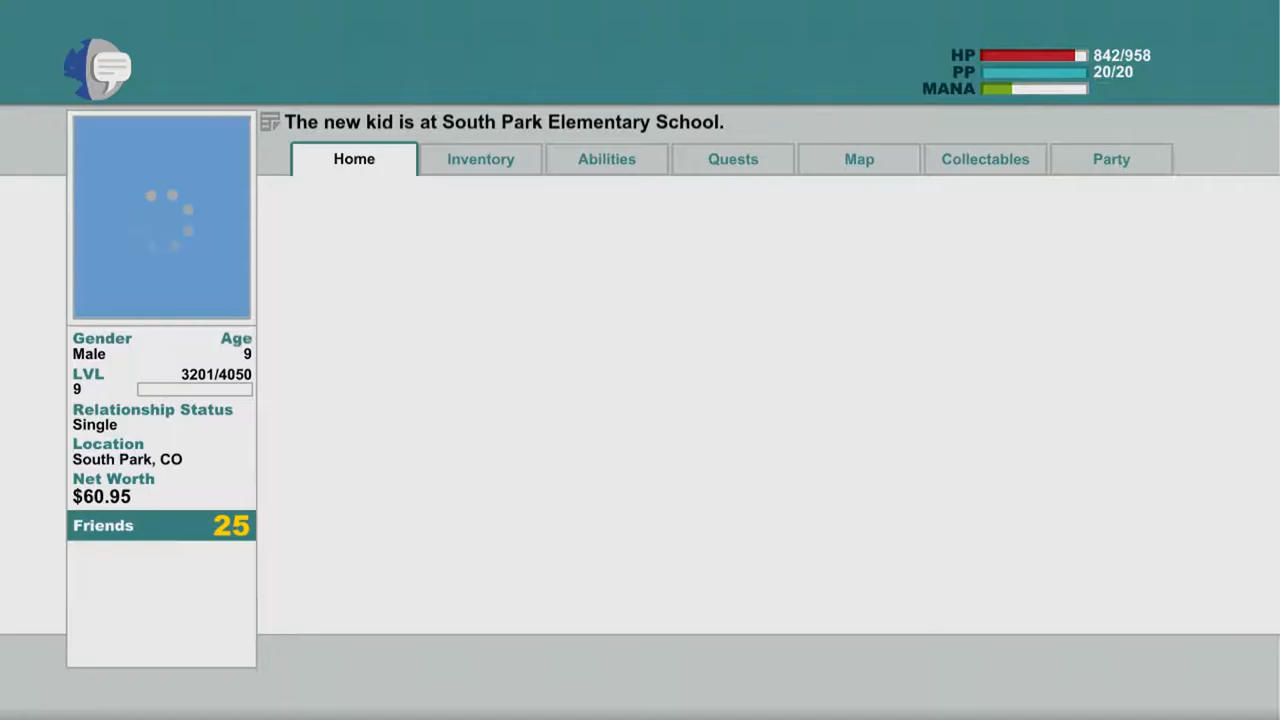 HP 842/958
PP 20/20
MANA
The new kid is at South Park Elementary School.
Home Inventory Abilities Quests Map Collectables Party
Gender Age
Male 9
LVL 3201/4050
9
Relationship Status
Single
Location
South Park, CO
Net Worth
$60.95
Friends 25